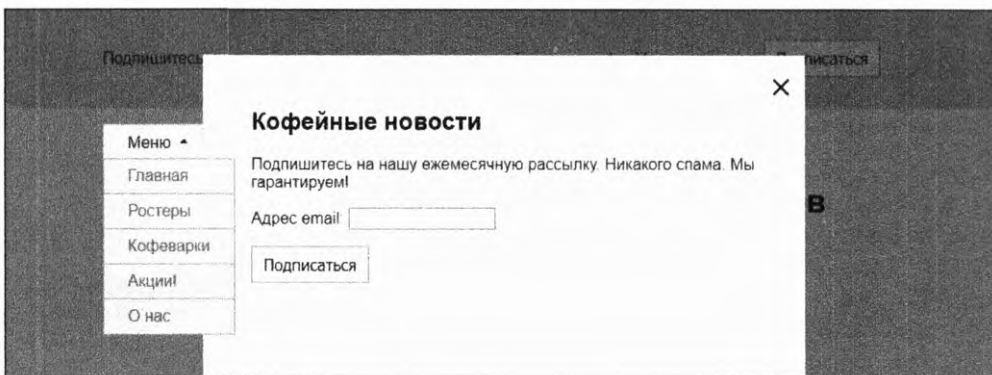 Подпишитесь
писаться
×
Кофейные новости
Меню
Подпишитесь на нашу ежемесячную рассылку. Никакого спама. Мы
гарантируем!
Главная
Ростеры
в
Адрес email
Кофеварки
Подписаться
Акции!
О нас